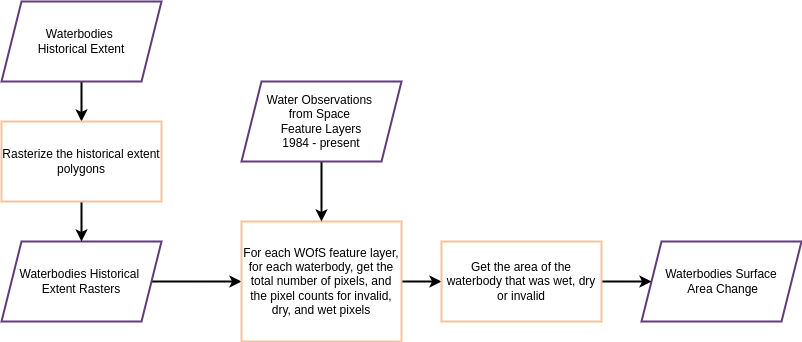 Waterbodies
Historical Extent
Rasterize the historical extent
polygons
Waterbodies Historical
Extent Rasters
Water Observations
from Space
Feature Layers
1984 - present
For each WOfS feature layer,
for each waterbody, get the
total number of pixels, and
the pixel counts for invalid,
dry, and wet pixels
Get the area of the
waterbody that was wet, dry
or invalid
Waterbodies Surface
Area Change